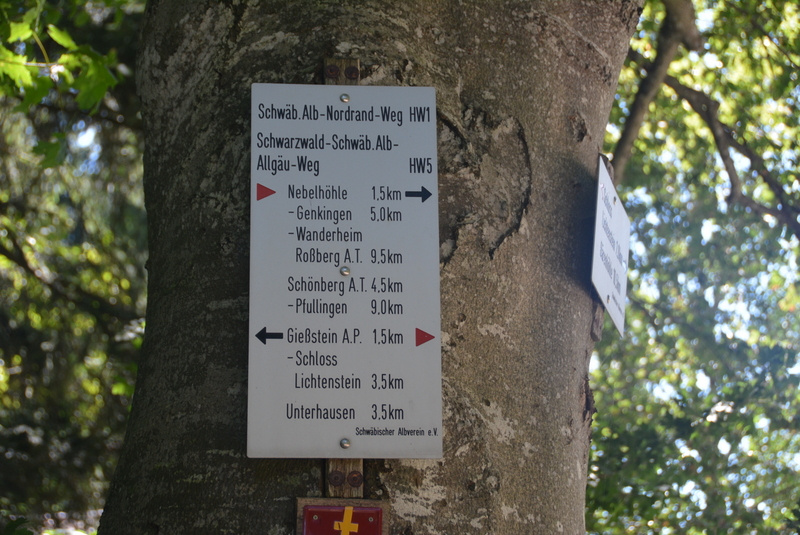 Schwäb.Alb-Nordrand-Weg HW1
Schwarzwald-Schwäb.Alb-
Allgäu-Weg HW5
Nebelhöhle 1,5km
-Genkingen 5,0km
-Wanderheim
Roßberg A.T. 9,5km
Schönberg A.T. 4,5km
-Pfullingen 9,0km
Gießstein A.P. 1,5km
-Schloss
Lichtenstein 3,5km
Unterhausen 3,5km
Schwäbischer Albverein e.V.